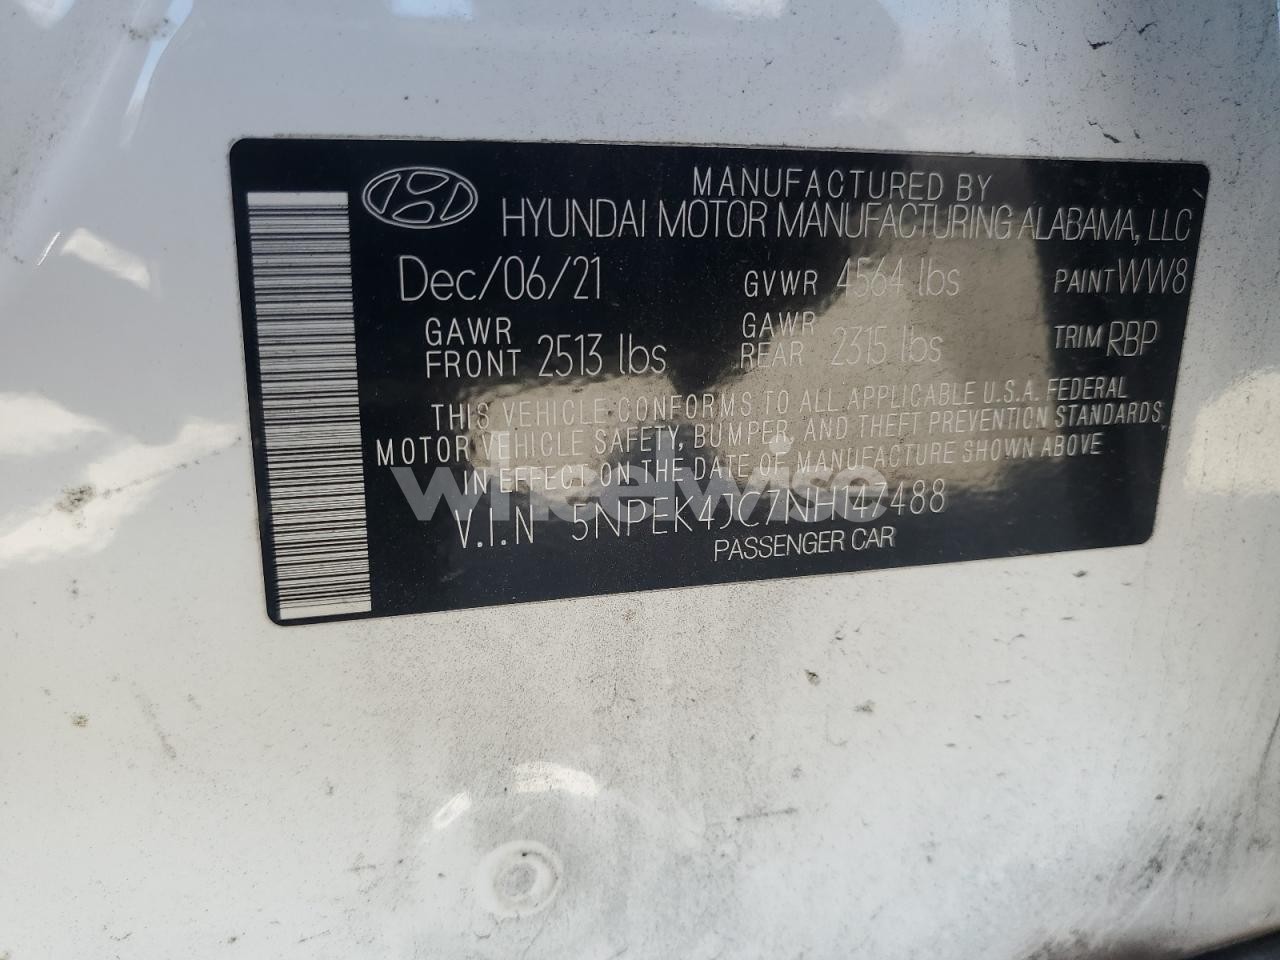 MANUFACTURED BY
HYUNDAI MOTOR MANUFACTURING ALABAMA, LLC
Dec/06/21 GVWR 4564 lbs PAINT WW8
GAWR FRONT 2513 lbs GAWR REAR 2315 lbs TRIM RBP
THIS VEHICLE CONFORMS TO ALL APPLICABLE U.S.A. FEDERAL
MOTOR VEHICLE SAFETY, BUMPER, AND THEFT PREVENTION STANDARDS
IN EFFECT ON THE DATE OF MANUFACTURE SHOWN ABOVE
wheelwise
V.I.N 5NPEK4JC7NH147488
PASSENGER CAR